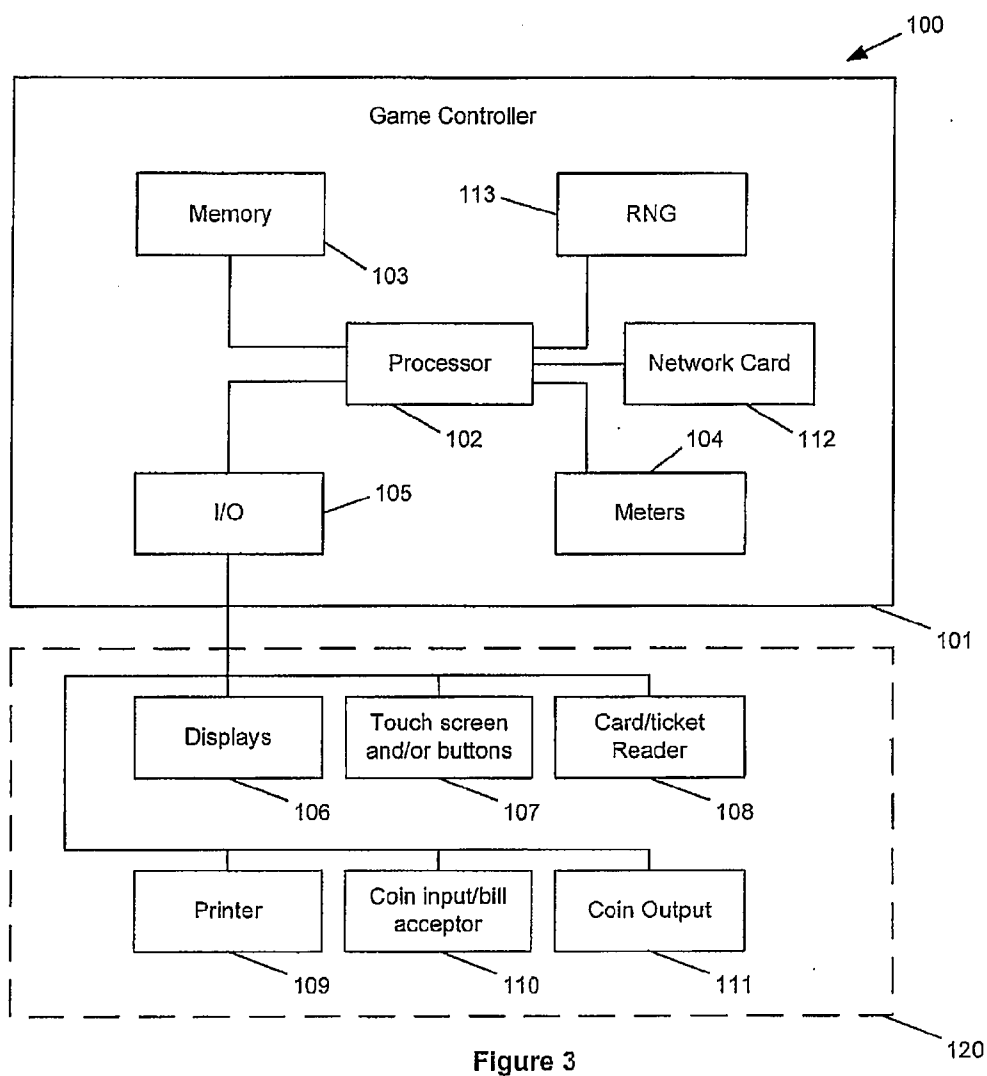 100
Game Controller
Memory
103
113
RNG
Processor
102
Network Card
112
I/O
105
104
Meters
101
Displays
106
Touch screen
and/or buttons
107
Card/ticket
Reader
108
Printer
109
Coin input/bill
acceptor
110
Coin Output
111
120
Figure 3